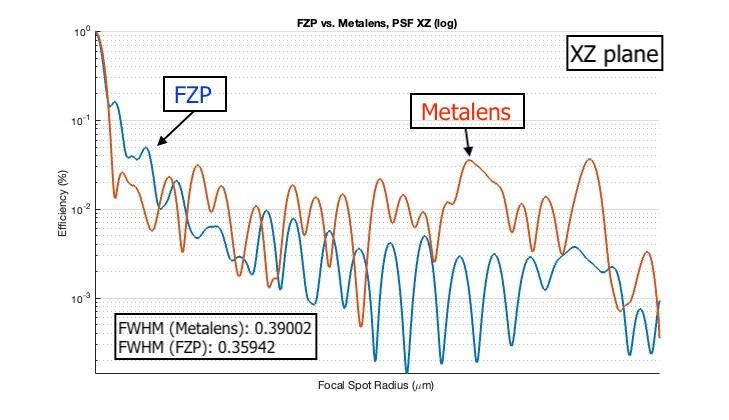 FZP vs. Metalens, PSF XZ (log)
XZ plane
FZP
Metalens
10⁰
10⁻¹
10⁻²
10⁻³
Efficiency (%)
FWHM (Metalens): 0.39002
FWHM (FZP): 0.35942
Focal Spot Radius (μm)